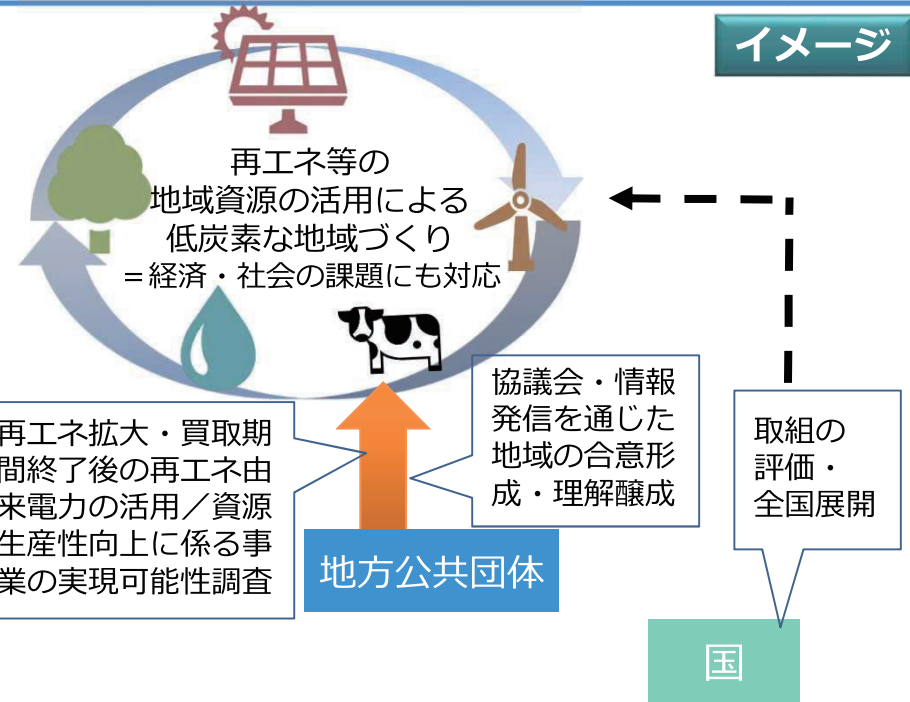 イメージ
再エネ等の
地域資源の活用による
低炭素な地域づくり
＝経済・社会の課題にも対応
再エネ拡大・買取期
間終了後の再エネ由
来電力の活用／資源
生産性向上に係る事
業の実現可能性調査
協議会・情報
発信を通じた
地域の合意形
成・理解醸成
取組の
評価・
全国展開
地方公共団体
国